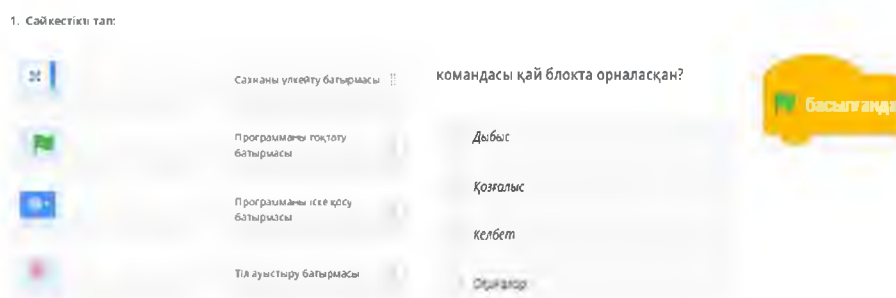 1. Сәйкестікті тап:
Сахнаны үлкейту батырмасы
Программаны тоқтату
батырмасы
Программаны іске қосу
батырмасы
Тіл ауыстыру батырмасы
командасы қай блокта орналасқан?
Дыбыс
Қозғалыс
Келбет
Оқиғалар
басылғанда